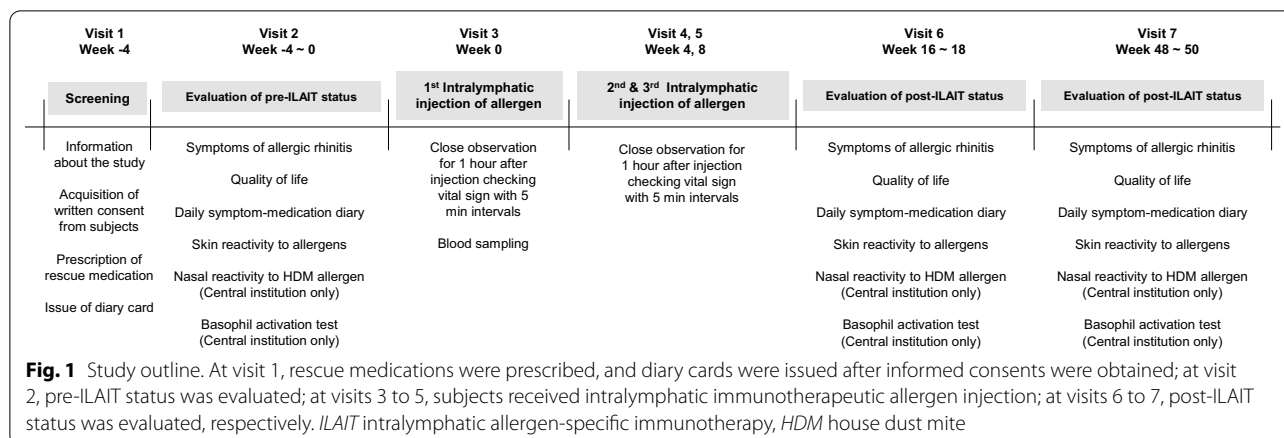 Visit 1
Week -4
Visit 2
Week -4 ~ 0
Visit 3
Week 0
Visit 4, 5
Week 4, 8
Visit 6
Week 16 ~ 18
Visit 7
Week 48 ~ 50
Screening
Evaluation of pre-ILAIT status
1st Intralymphatic
injection of allergen
2nd & 3rd Intralymphatic
injection of allergen
Evaluation of post-ILAIT status
Evaluation of post-ILAIT status
Information
about the study
Acquisition of
written consent
from subjects
Prescription of
rescue medication
Issue of diary card
Symptoms of allergic rhinitis
Quality of life
Daily symptom-medication diary
Skin reactivity to allergens
Nasal reactivity to HDM allergen
(Central institution only)
Basophil activation test
(Central institution only)
Close observation
for 1 hour after
injection checking
vital sign with 5
min intervals
Blood sampling
Close observation for
1 hour after injection
checking vital sign
with 5 min intervals
Symptoms of allergic rhinitis
Quality of life
Daily symptom-medication diary
Skin reactivity to allergens
Nasal reactivity to HDM allergen
(Central institution only)
Basophil activation test
(Central institution only)
Symptoms of allergic rhinitis
Quality of life
Daily symptom-medication diary
Skin reactivity to allergens
Nasal reactivity to HDM allergen
(Central institution only)
Basophil activation test
(Central institution only)
Fig. 1 Study outline. At visit 1, rescue medications were prescribed, and diary cards were issued after informed consents were obtained; at visit
2, pre-ILAIT status was evaluated; at visits 3 to 5, subjects received intralymphatic immunotherapeutic allergen injection; at visits 6 to 7, post-ILAIT
status was evaluated, respectively. ILAIT intralymphatic allergen-specific immunotherapy, HDM house dust mite